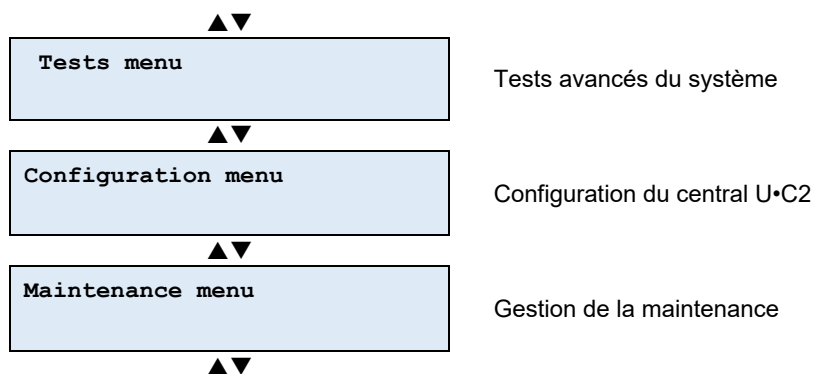 ▲▼
Tests menu
Tests avancés du système
▲▼
Configuration menu
Configuration du central U•C2
▲▼
Maintenance menu
Gestion de la maintenance
▲▼